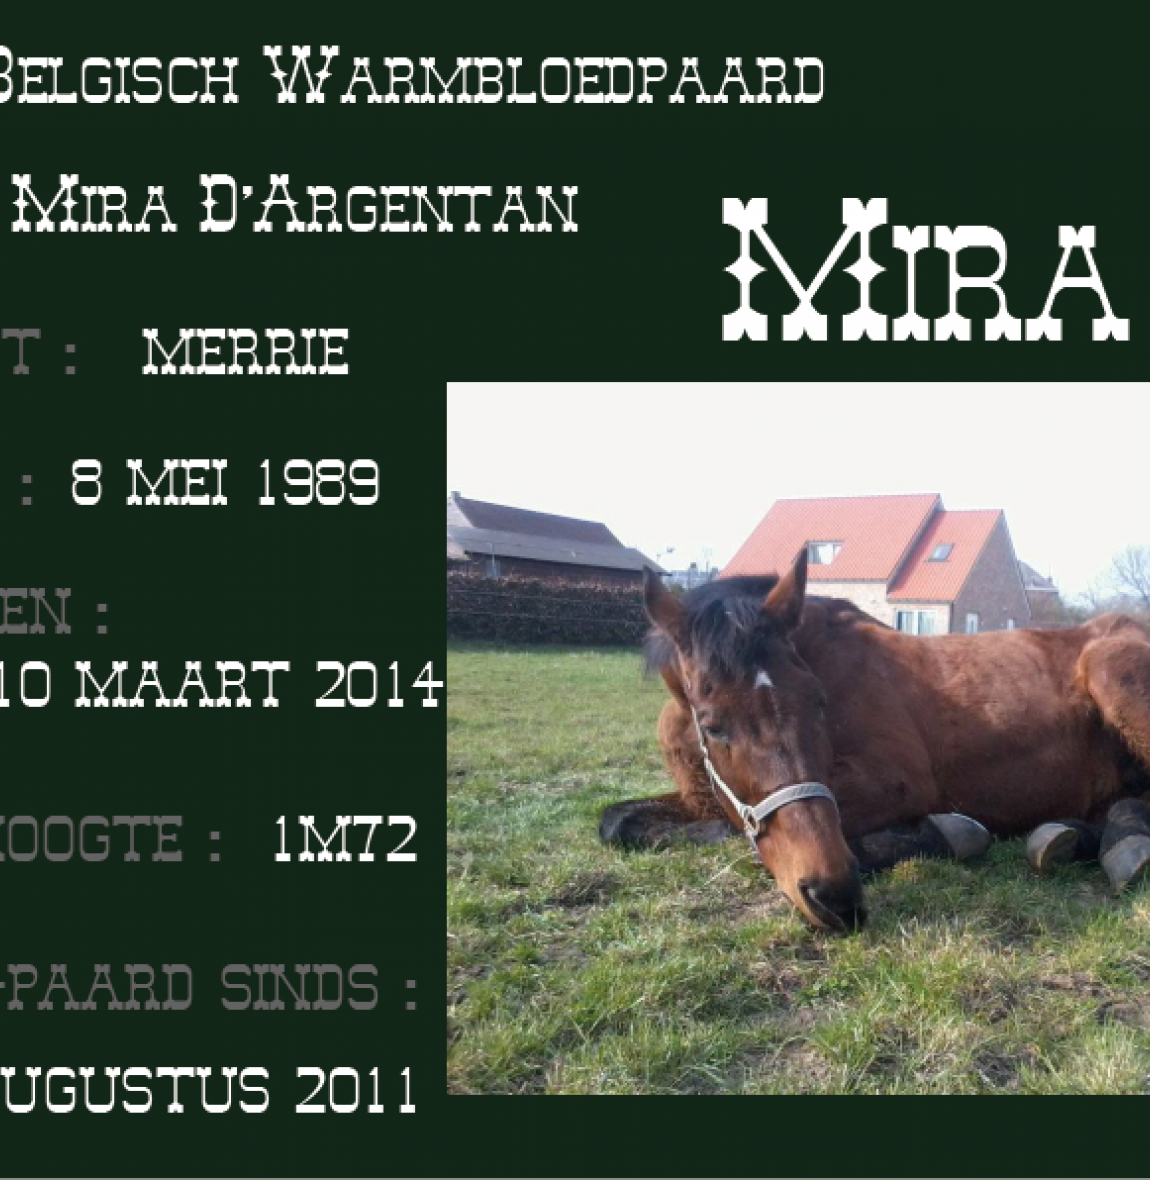 Belgisch Warmbloedpaard
Mira D'Argentan
Mira
T : MERRIE
: 8 MEI 1989
EN :
10 MAART 2014
OOGTE : 1M72
-PAARD SINDS :
UGUSTUS 2011